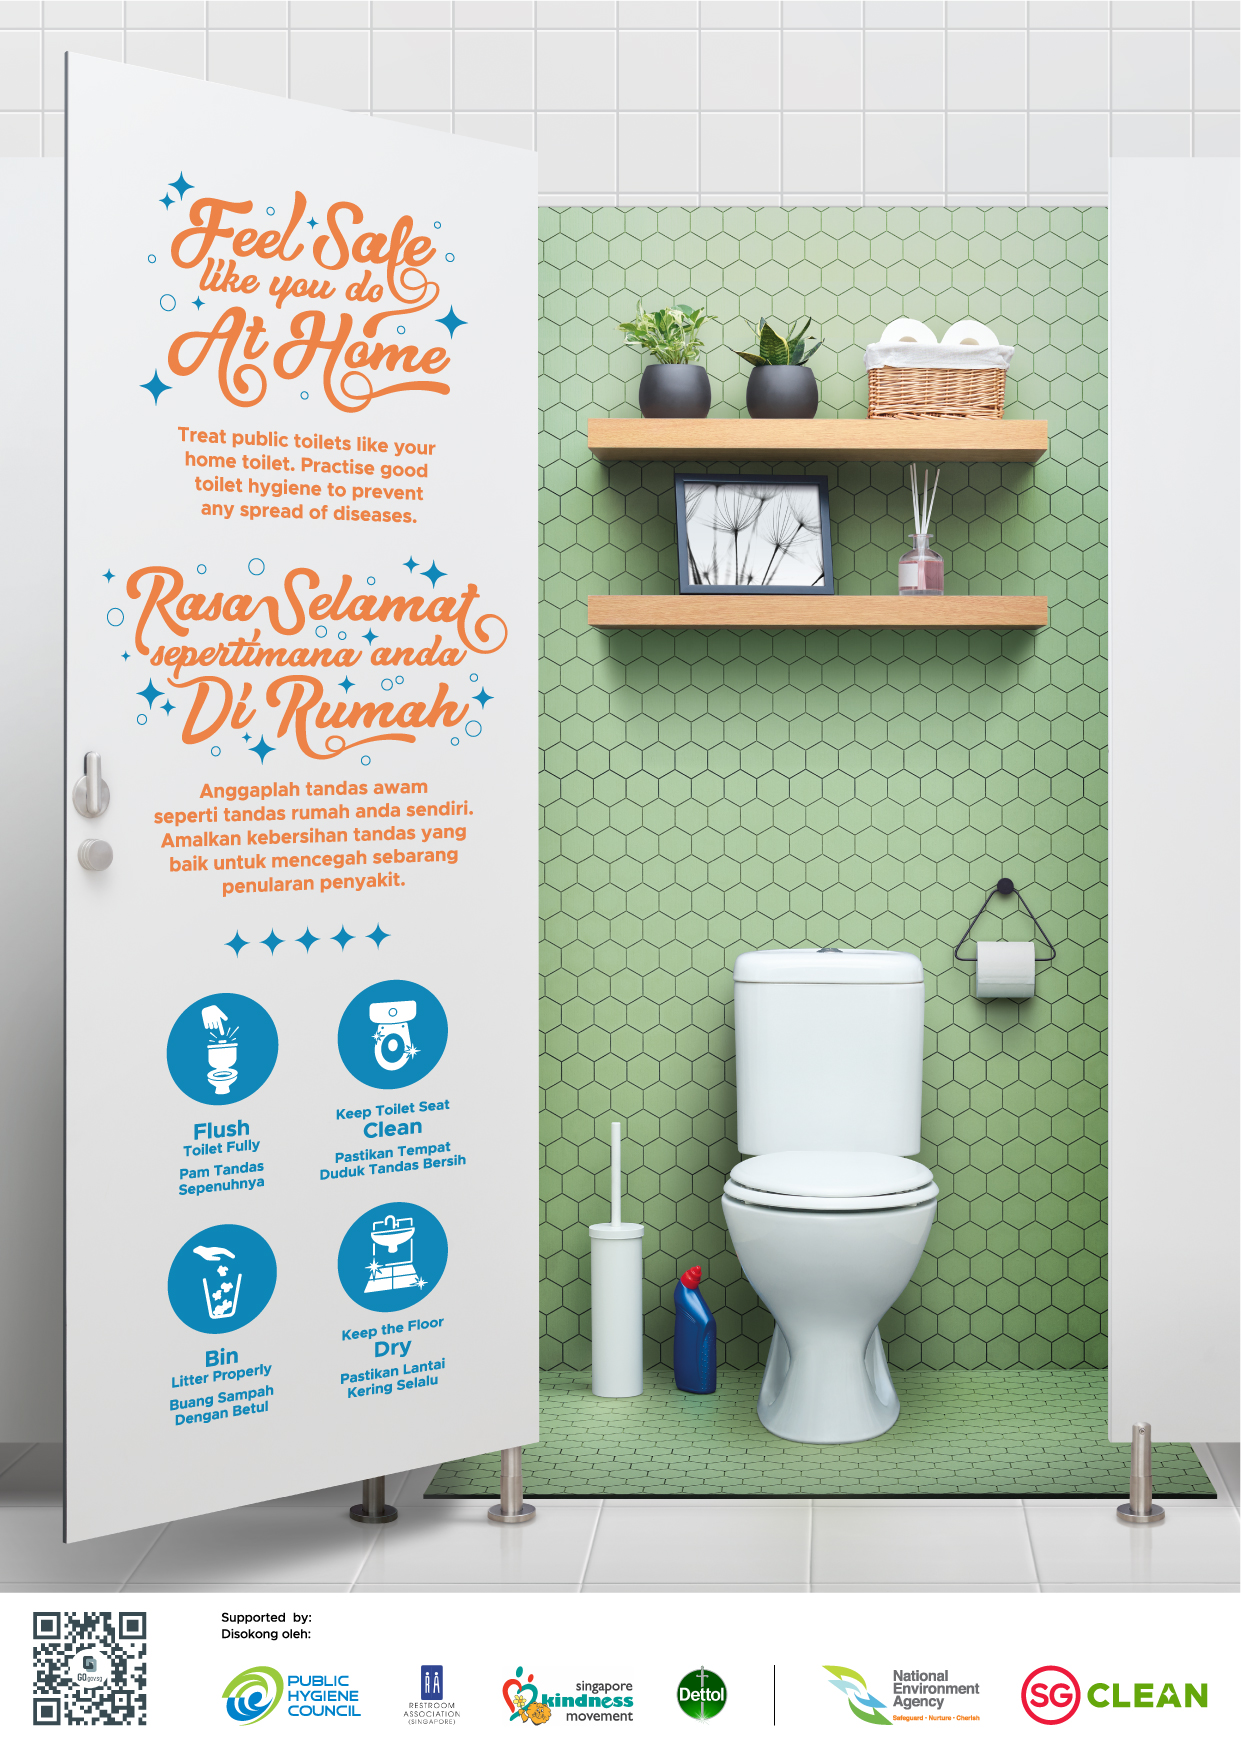 Feel Safe
like you do
At Home
Treat public toilets like your
home toilet. Practise good
toilet hygiene to prevent
any spread of diseases.
Rasa Selamat
sepertimana anda
Di Rumah
Anggaplah tandas awam
seperti tandas rumah anda sendiri.
Amalkan kebersihan tandas yang
baik untuk mencegah sebarang
penularan penyakit.
Flush
Toilet Fully
Pam Tandas
Sepenuhnya
Keep Toilet Seat
Clean
Pastikan Tempat
Duduk Tandas Bersih
Bin
Litter Properly
Buang Sampah
Dengan Betul
Keep the Floor
Dry
Pastikan Lantai
Kering Selalu
GO gov.sg
Supported by:
Disokong oleh:
PUBLIC
HYGIENE
COUNCIL
RA
RESTROOM
ASSOCIATION
(SINGAPORE)
singapore
kindness
movement
Dettol
National
Environment
Agency
Safeguard • Nurture • Cherish
SG CLEAN